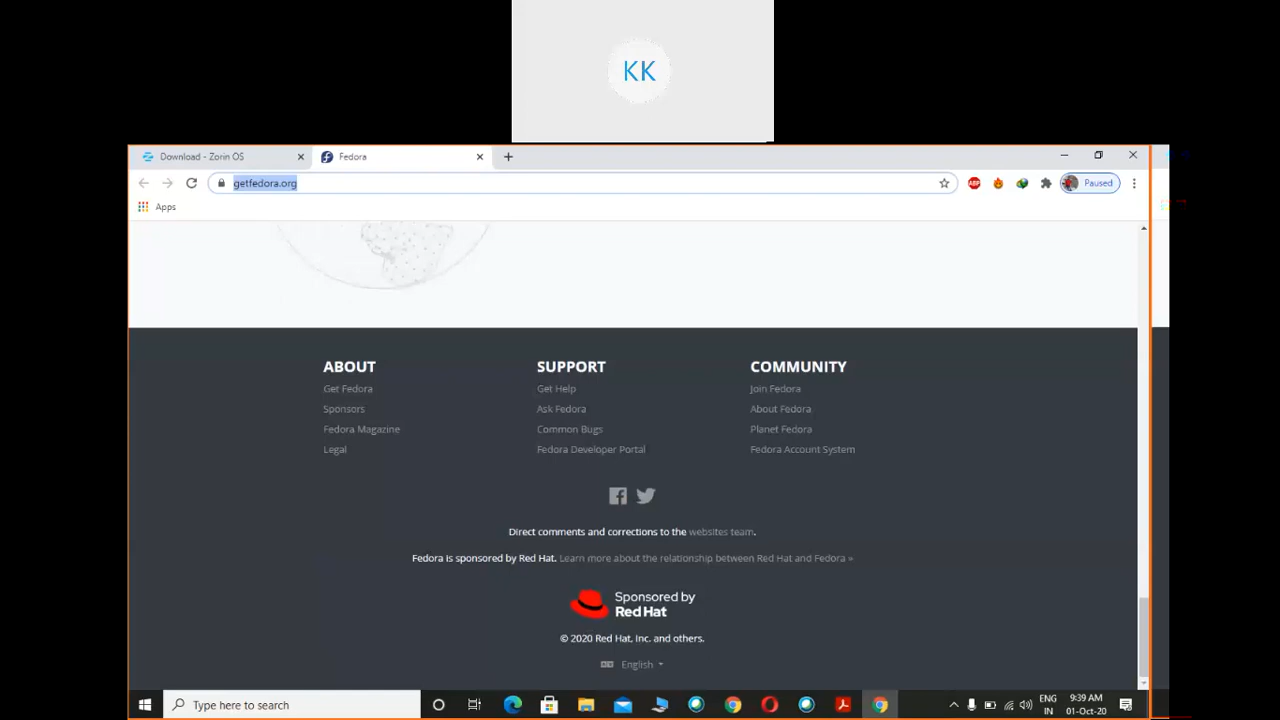 KK
Download - Zorin OS
Fedora
getfedora.org
ABP
Paused
Apps
ABOUT
Get Fedora
Sponsors
Fedora Magazine
Legal
SUPPORT
Get Help
Ask Fedora
Common Bugs
Fedora Developer Portal
COMMUNITY
Join Fedora
About Fedora
Planet Fedora
Fedora Account System
Direct comments and corrections to the websites team.
Fedora is sponsored by Red Hat. Learn more about the relationship between Red Hat and Fedora »
Sponsored by
Red Hat
© 2020 Red Hat, Inc. and others.
English
Type here to search
ENG
IN
9:39 AM
01-Oct-20